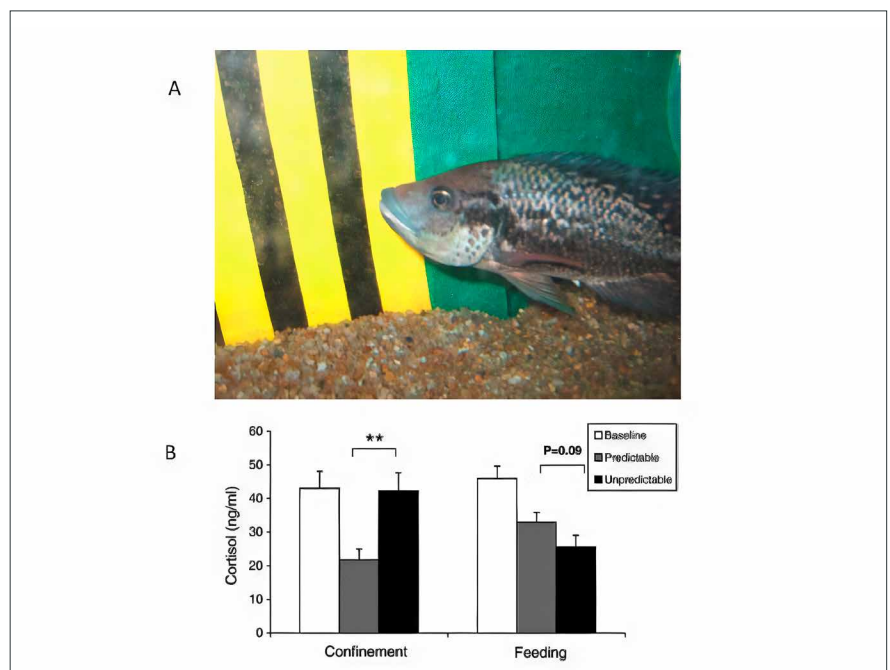 A
B
60
50
40
30
20
10
0
Cortisol (ng/ml)
**
P=0.09
Baseline
Predictable
Unpredictable
Confinement
Feeding